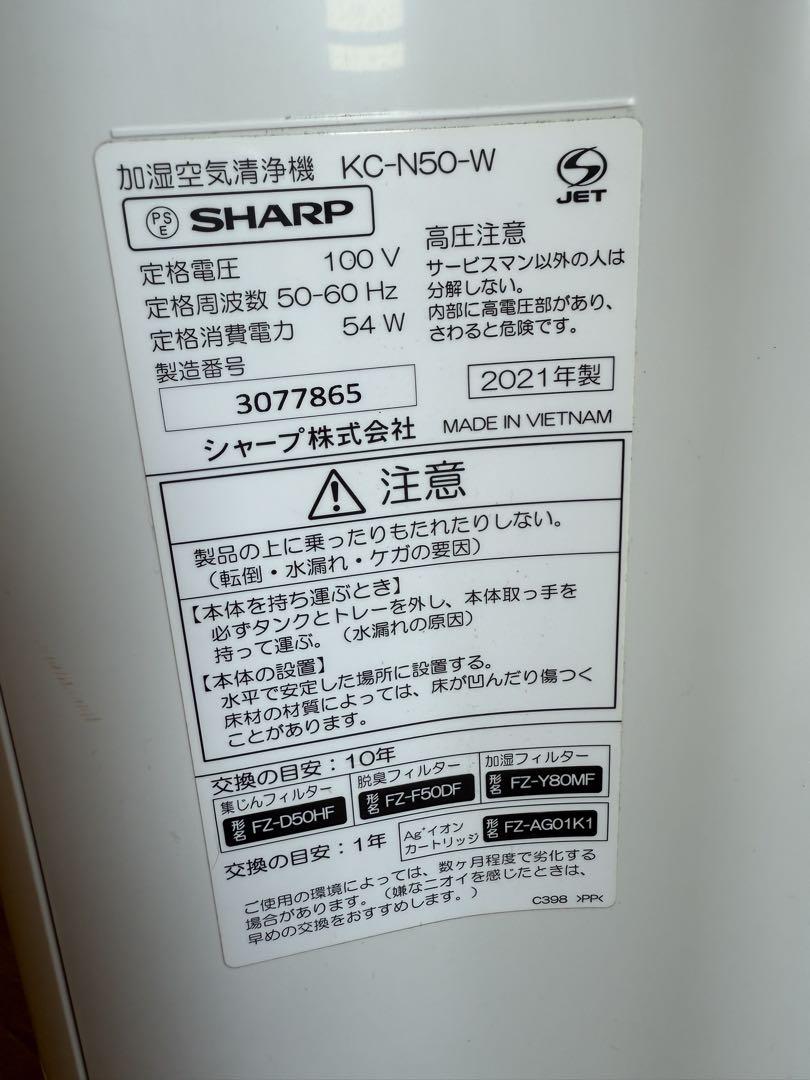 加湿空気清浄機 KC-N50-W
JET
PS
E
SHARP
定格電圧 100 V
定格周波数 50-60 Hz
定格消費電力 54 W
高圧注意
サービスマン以外の人は
分解しない。
内部に高電圧部があり、
さわると危険です。
製造番号
3077865
2021年製
シャープ株式会社 MADE IN VIETNAM
注意
製品の上に乗ったりもたれたりしない。
（転倒・水漏れ・ケガの要因）
【本体を持ち運ぶとき】
必ずタンクとトレーを外し、本体取っ手を
持って運ぶ。（水漏れの原因）
【本体の設置】
水平で安定した場所に設置する。
床材の材質によっては、床が凹んだり傷つく
ことがあります。
交換の目安：10年
集じんフィルター
形名 FZ-D50HF
脱臭フィルター
形名 FZ-F50DF
加湿フィルター
形名 FZ-Y80MF
交換の目安：1年
Ag⁺イオン
カートリッジ
形名 FZ-AG01K1
ご使用の環境によっては、数ヶ月程度で劣化する
場合があります。（嫌なニオイを感じたときは、
早めの交換をおすすめします。）
C398 >PP<